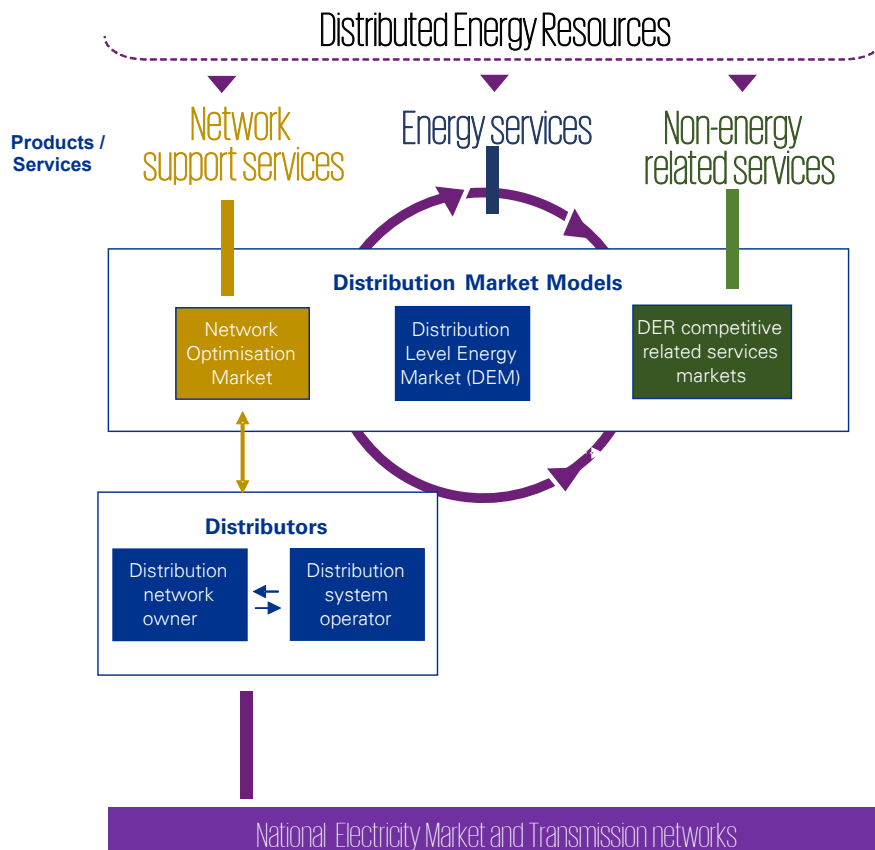 Distributed Energy Resources
Products /
Services
Network
support services
Energy services
Non-energy
related services
Distribution Market Models
Network
Optimisation
Market
Distribution
Level Energy
Market (DEM)
DER competitive
related services
markets
Distributors
Distribution
network
owner
Distribution
system
operator
National Electricity Market and Transmission networks